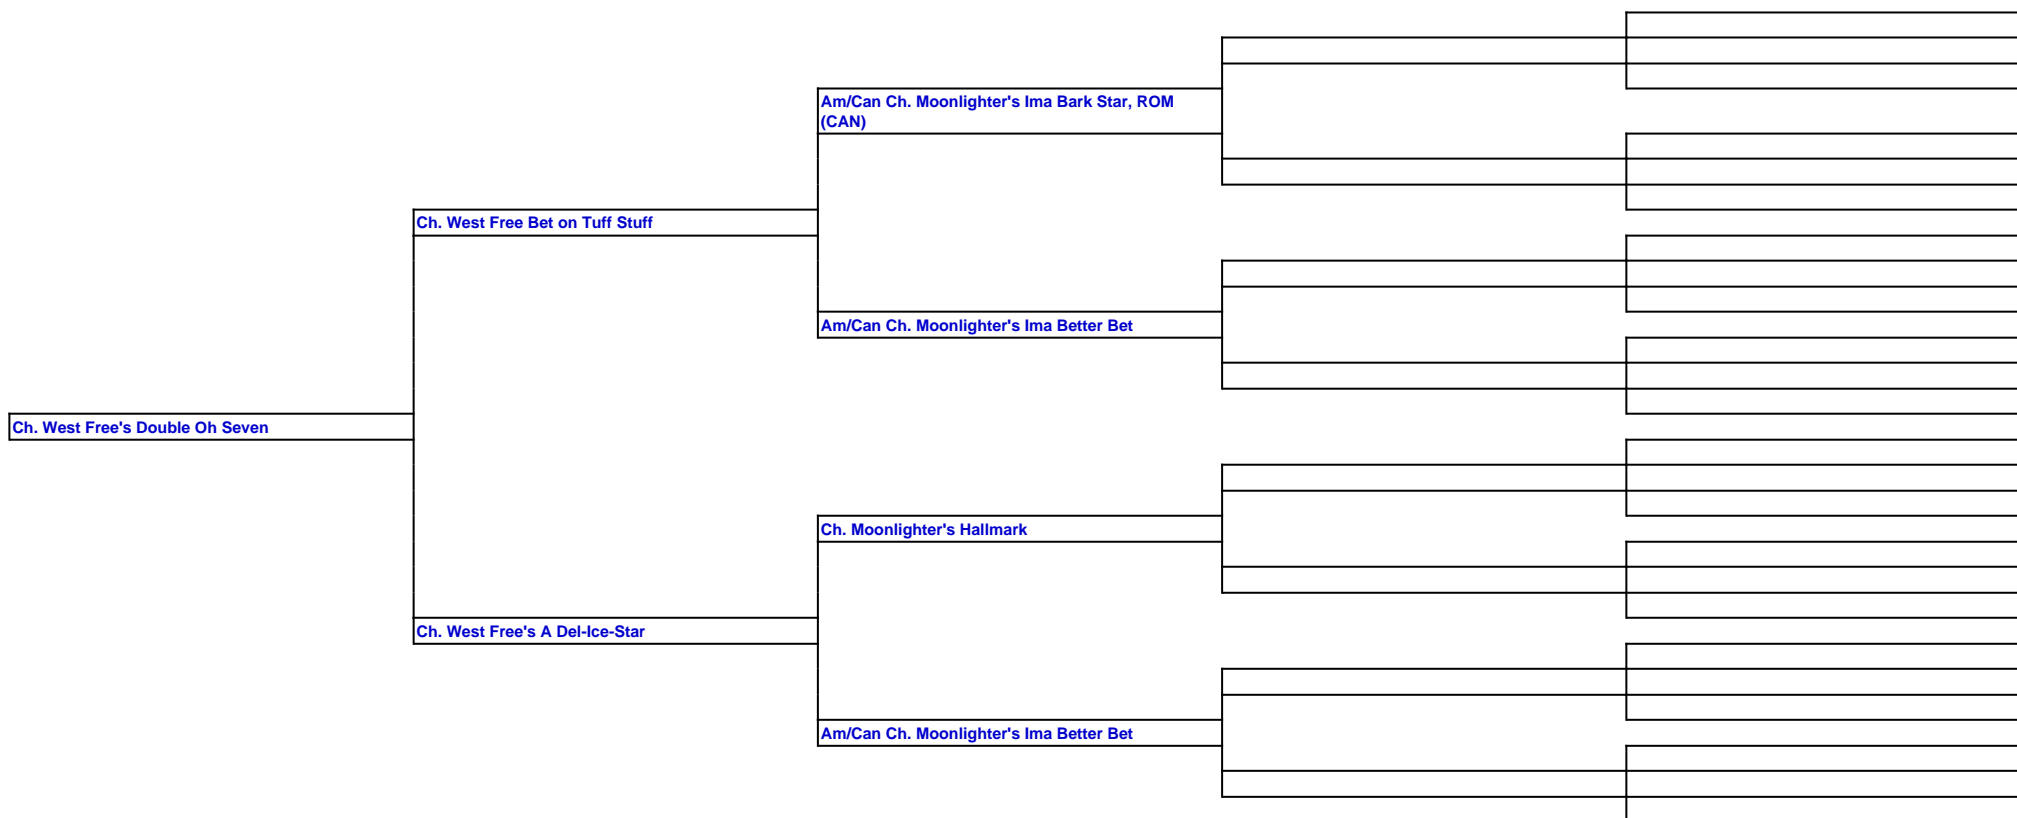 Am/Can Ch. Moonlighter's Ima Bark Star, ROM
(CAN)
Ch. West Free Bet on Tuff Stuff
Am/Can Ch. Moonlighter's Ima Better Bet
Ch. West Free's Double Oh Seven
Ch. Moonlighter's Hallmark
Ch. West Free's A Del-Ice-Star
Am/Can Ch. Moonlighter's Ima Better Bet